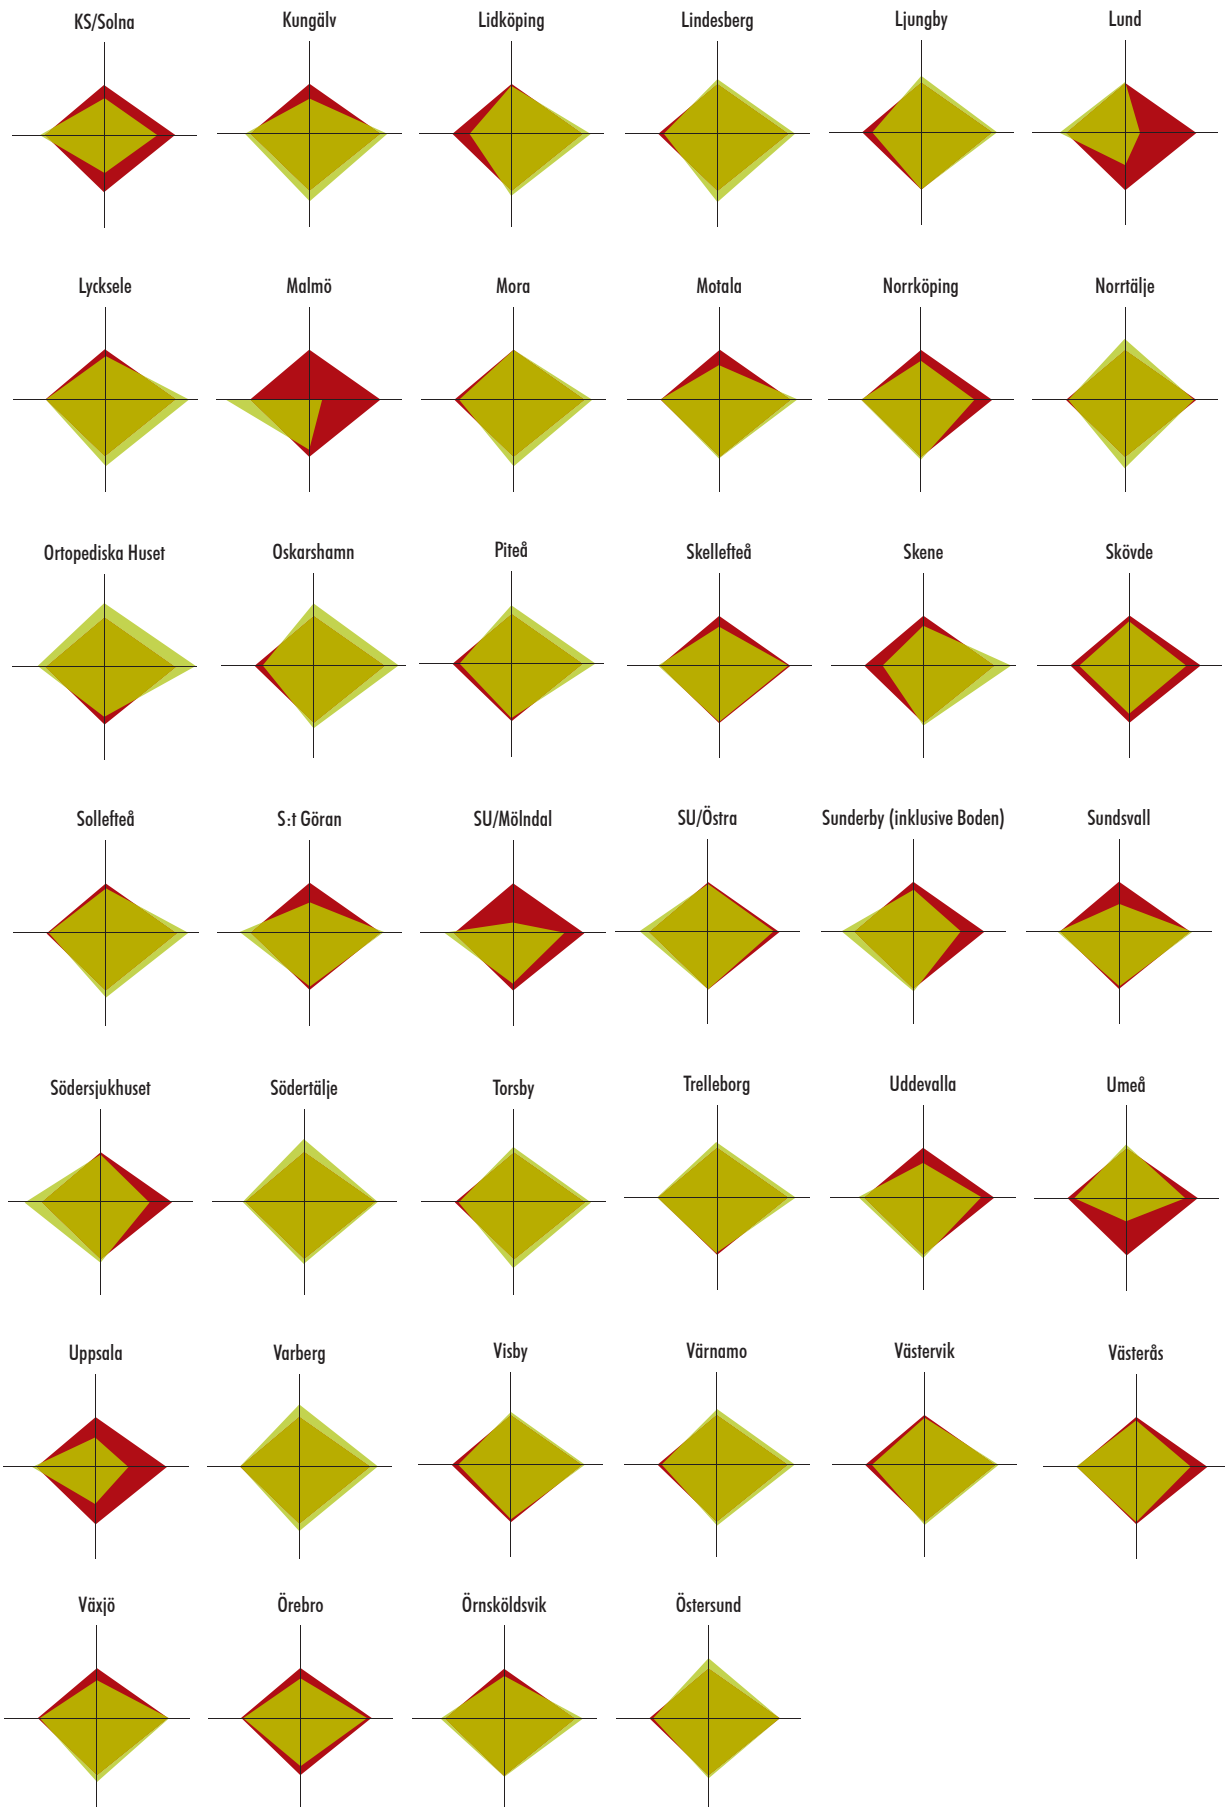 KS/Solna
Kungälv
Lidköping
Lindesberg
Ljungby
Lund
Lycksele
Malmö
Mora
Motala
Norrköping
Norrtälje
Ortopediska Huset
Oskarshamn
Piteå
Skellefteå
Skene
Skövde
Sollefteå
S:t Göran
SU/Mölndal
SU/Östra
Sunderby (inklusive Boden)
Sundsvall
Södersjukhuset
Södertälje
Torsby
Trelleborg
Uddevalla
Umeå
Uppsala
Varberg
Visby
Värnamo
Västervik
Västerås
Växjö
Örebro
Örnsköldsvik
Östersund